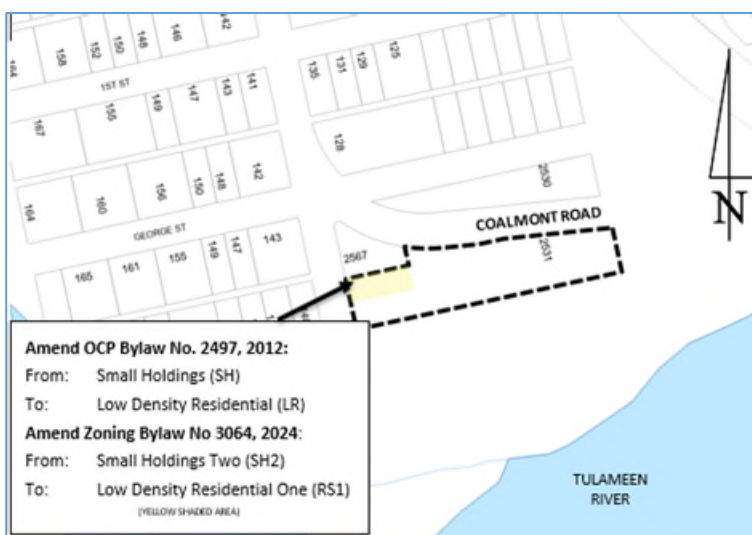 164
158
152
150
148
146
142
1ST ST
135
131
129
125
167
155
149
147
143
141
128
164
160
156
150
148
142
GEORGE ST
2530
COALMONT ROAD
165
161
155
149
147
143
2567
2531
N
Amend OCP Bylaw No. 2497, 2012:
From: Small Holdings (SH)
To: Low Density Residential (LR)
Amend Zoning Bylaw No 3064, 2024:
From: Small Holdings Two (SH2)
To: Low Density Residential One (RS1)
(YELLOW SHADED AREA)
TULAMEEN
RIVER